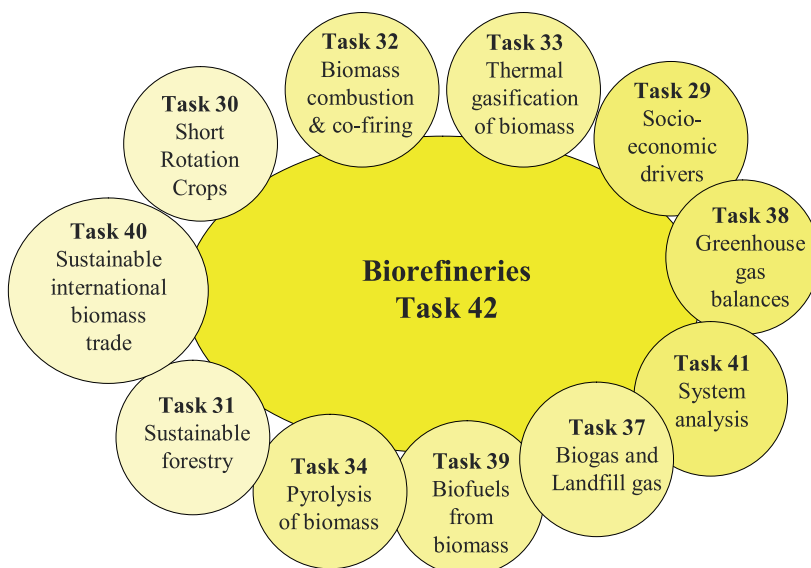 Task 32
Biomass
combustion
& co-firing
Task 33
Thermal
gasification
of biomass
Task 29
Socio-
economic
drivers
Task 30
Short
Rotation
Crops
Task 38
Greenhouse
gas
balances
Task 40
Sustainable
international
biomass
trade
Biorefineries
Task 42
Task 41
System
analysis
Task 31
Sustainable
forestry
Task 37
Biogas and
Landfill gas
Task 34
Pyrolysis
of biomass
Task 39
Biofuels
from
biomass